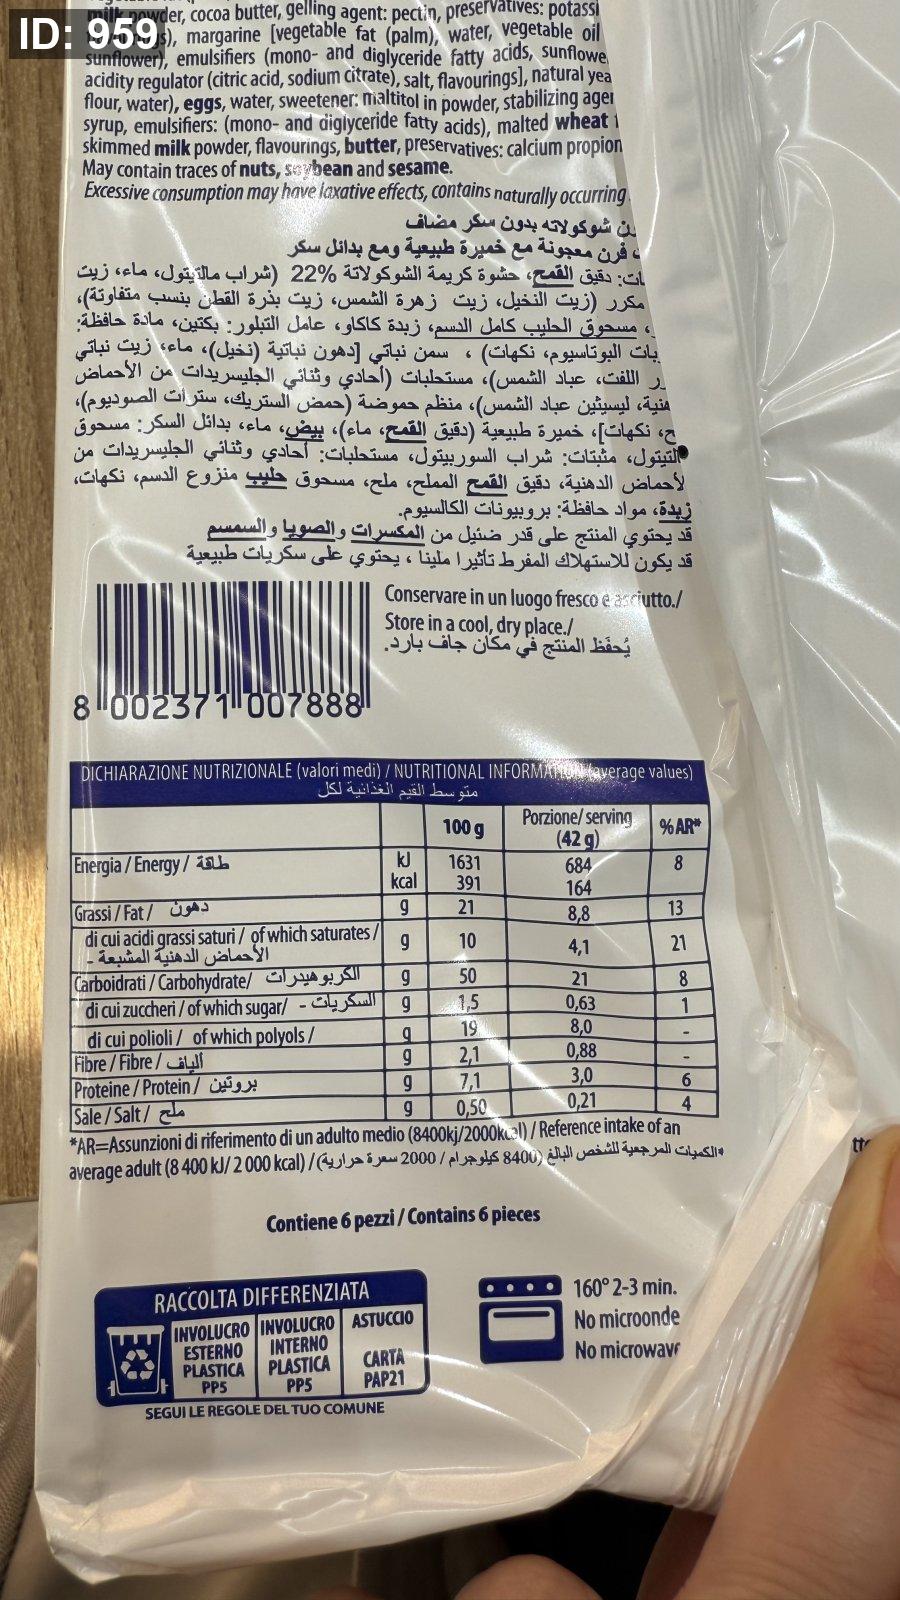 ID: 959
milk powder, cocoa butter, gelling agent: pectin, preservatives: potassi
margarine [vegetable fat (palm), water, vegetable oil
sunflower), emulsifiers (mono- and diglyceride fatty acids, sunflowe
acidity regulator (citric acid, sodium citrate), salt, flavourings], natural yea
flour, water), eggs, water, sweetener: maltitol in powder, stabilizing agen
syrup, emulsifiers: (mono- and diglyceride fatty acids), malted wheat
skimmed milk powder, flavourings, butter, preservatives: calcium propion
May contain traces of nuts, soybean and sesame.
Excessive consumption may have laxative effects, contains naturally occurring
شوكولاته بدون سكر مضاف
فرن معجونة مع خميرة طبيعية ومع بدائل سكر
دقيق القمح، حشوة كريمة الشوكولاتة 22% (شراب مالتيتول، ماء، زيت
مكرر (زيت النخيل، زيت زهرة الشمس، زيت بذرة القطن بنسب متفاوتة)،
مسحوق الحليب كامل الدسم، زبدة كاكاو، عامل التبلور: بكتين، مادة حافظة:
البوتاسيوم، نكهات) ، سمن نباتي [دهون نباتية (نخيل)، ماء، زيت نباتي
اللفت، عباد الشمس)، مستحلبات (أحادي وثنائي الجليسريدات من الأحماض
ليسيثين عباد الشمس)، منظم حموضة (حمض الستريك، سترات الصوديوم)،
نكهات]، خميرة طبيعية (دقيق القمح، ماء)، بيض، ماء، بدائل السكر: مسحوق
مثبتات: شراب السوربيتول، مستحلبات: أحادي وثنائي الجليسريدات من
لأحماض الدهنية، دقيق القمح المملح، ملح، مسحوق حليب منزوع الدسم، نكهات،
زبدة، مواد حافظة: بروبيونات الكالسيوم.
قد يحتوي المنتج على قدر ضئيل من المكسرات والصويا والسمسم
قد يكون للاستهلاك المفرط تأثيرا ملينا ، يحتوي على سكريات طبيعية
Conservare in un luogo fresco e asciutto./
Store in a cool, dry place./
يُحفَظ المنتج في مكان جاف بارد.
8 002371 007888
DICHIARAZIONE NUTRIZIONALE (valori medi) / NUTRITIONAL INFORMATION (average values)
متوسط القيم الغذائية لكل
100 g Porzione/serving (42 g) %AR*
Energia / Energy / طاقة kJ 1631 684 8
kcal 391 164
Grassi / Fat / دهون g 21 8,8 13
di cui acidi grassi saturi / of which saturates / g 10 4,1 21
الأحماض الدهنية المشبعة -
Carboidrati / Carbohydrate/ الكربوهيدرات g 50 21 8
di cui zuccheri / of which sugar/ السكريات - g 1,5 0,63 1
di cui polioli / of which polyols / g 19 8,0 -
Fibre / Fibre / ألياف g 2,1 0,88 -
Proteine / Protein / بروتين g 7,1 3,0 6
Sale / Salt / ملح g 0,50 0,21 4
*AR=Assunzioni di riferimento di un adulto medio (8400kj/2000kcal) / Reference intake of an
average adult (8 400 kJ/ 2 000 kcal) / *الكميات المرجعية للشخص البالغ (8400 كيلوجرام / 2000 سعرة حرارية)
Contiene 6 pezzi / Contains 6 pieces
RACCOLTA DIFFERENZIATA
INVOLUCRO ESTERNO PLASTICA PP5
INVOLUCRO INTERNO PLASTICA PP5
ASTUCCIO CARTA PAP21
SEGUI LE REGOLE DEL TUO COMUNE
160° 2-3 min.
No microonde
No microwave